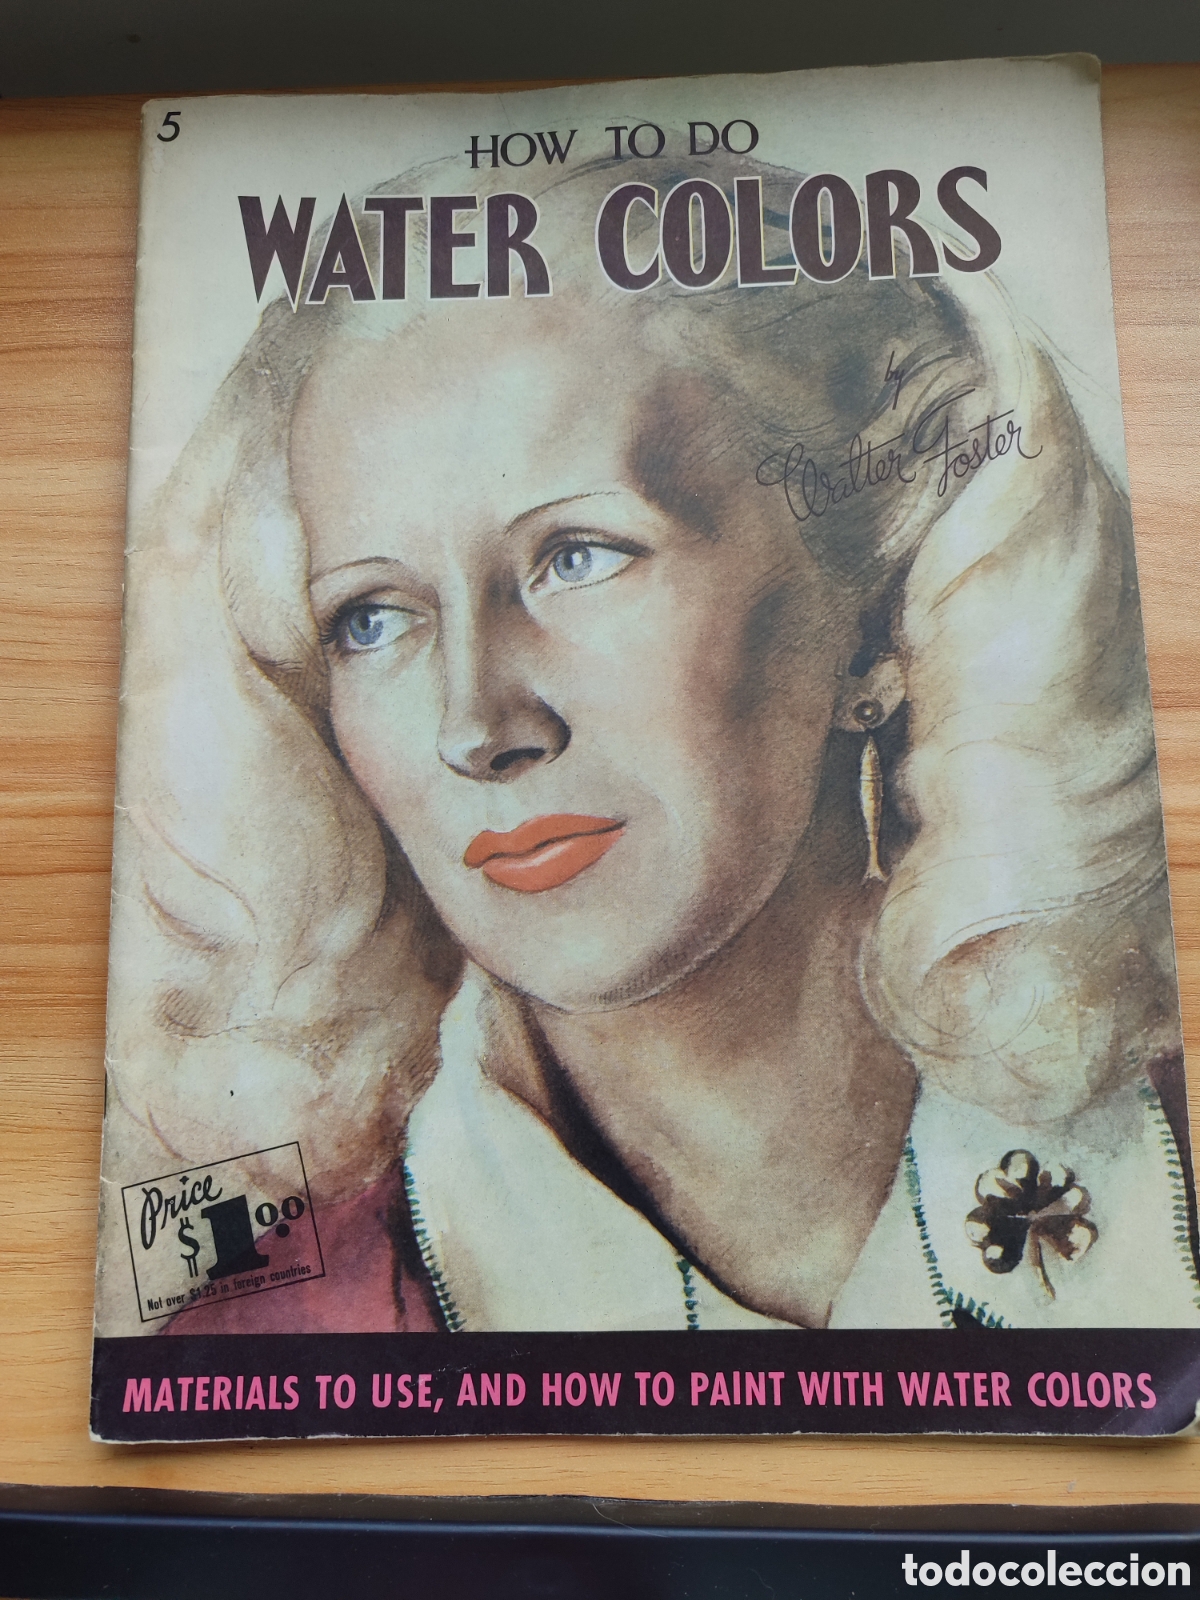 5
HOW TO DO
WATER COLORS
by
Walter Foster
Price
$1.00
Not over $1.25 in foreign countries
MATERIALS TO USE, AND HOW TO PAINT WITH WATER COLORS
todocoleccion